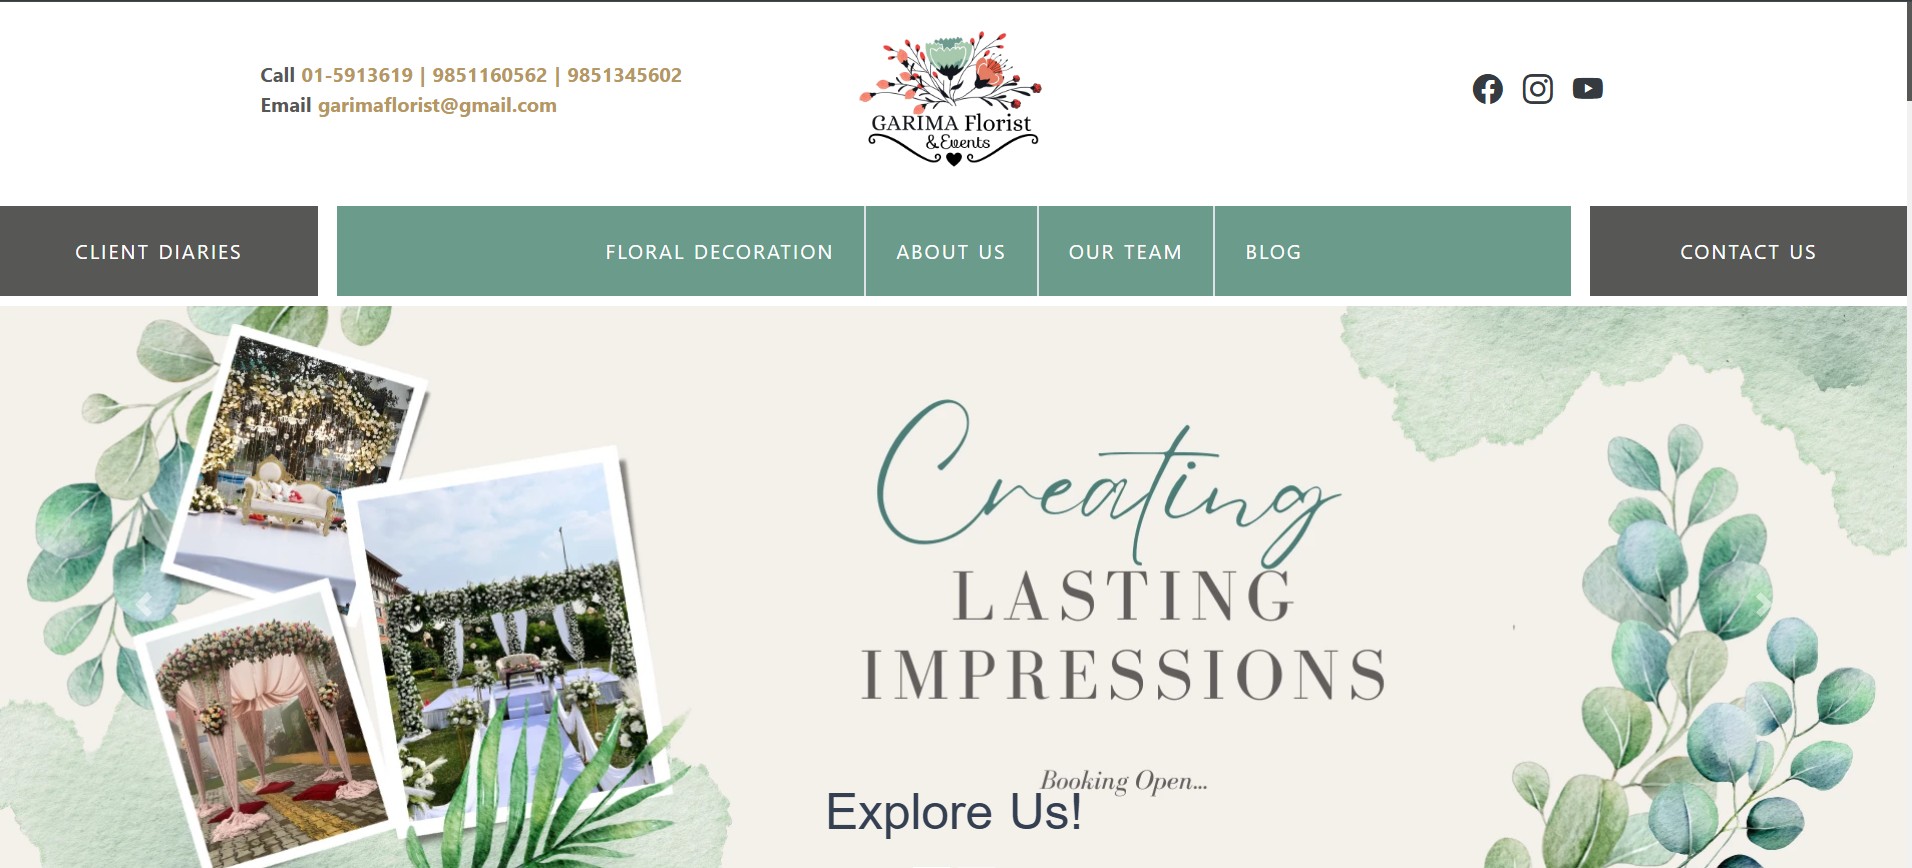 Call 01-5913619 | 9851160562 | 9851345602
Email garimaflorist@gmail.com
GARIMA Florist
& Events
CLIENT DIARIES
FLORAL DECORATION
ABOUT US
OUR TEAM
BLOG
CONTACT US
Creating
LASTING
IMPRESSIONS
Booking Open...
Explore Us!